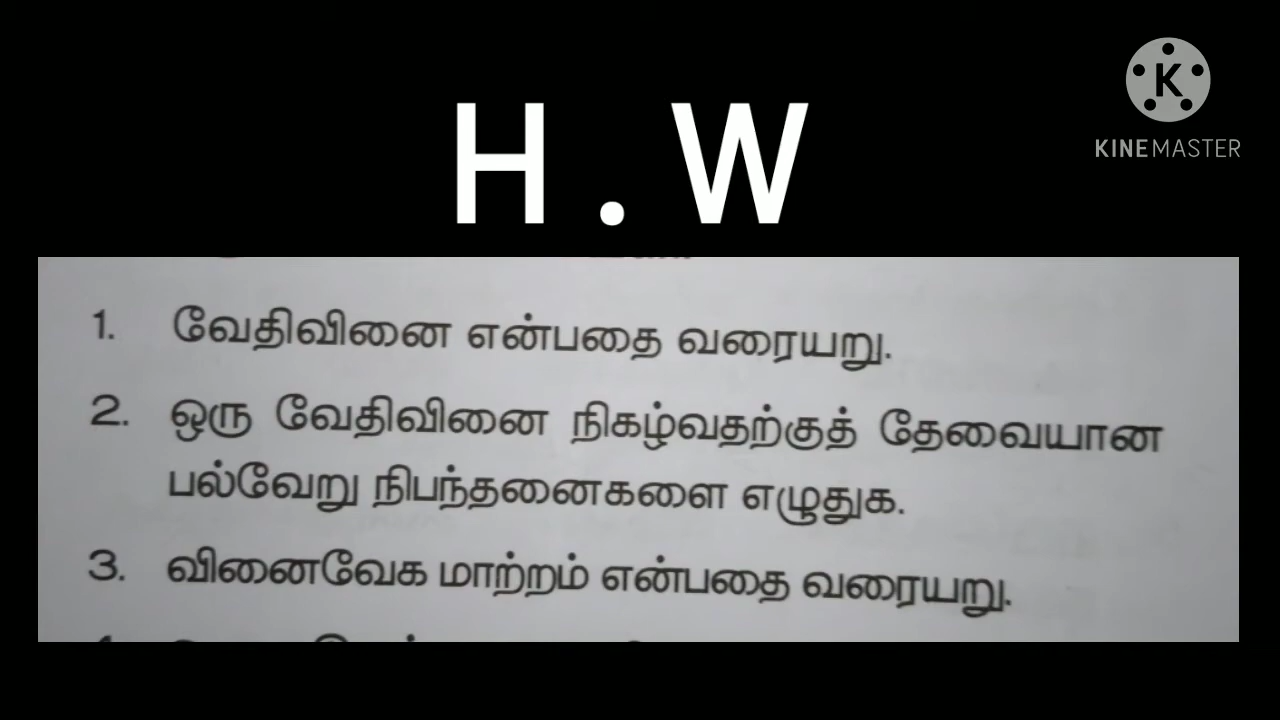 H . W
KINEMASTER
1. வேதிவினை என்பதை வரையறு.
2. ஒரு வேதிவினை நிகழ்வதற்குத் தேவையான
பல்வேறு நிபந்தனைகளை எழுதுக.
3. வினைவேக மாற்றம் என்பதை வரையறு.